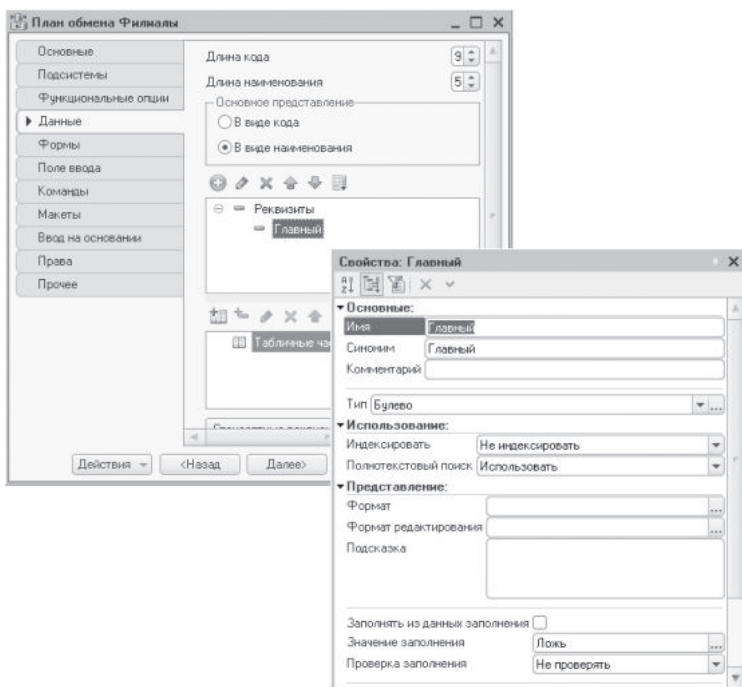 План обмена Филиалы
Основные
Подсистемы
Функциональные опции
Данные
Формы
Поле ввода
Команды
Макеты
Ввод на основании
Права
Прочее
Длина кода 9
Длина наименования 5
Основное представление
В виде кода
В виде наименования
Реквизиты
Главный
Табличные час
Действия
<Назад
Далее>
Свойства: Главный
Основные:
Имя Главный
Синоним Главный
Комментарий
Тип Булево
Использование:
Индексировать Не индексировать
Полнотекстовый поиск Использовать
Представление:
Формат
Формат редактирования
Подсказка
Заполнять из данных заполнения
Значение заполнения Ложь
Проверка заполнения Не проверять